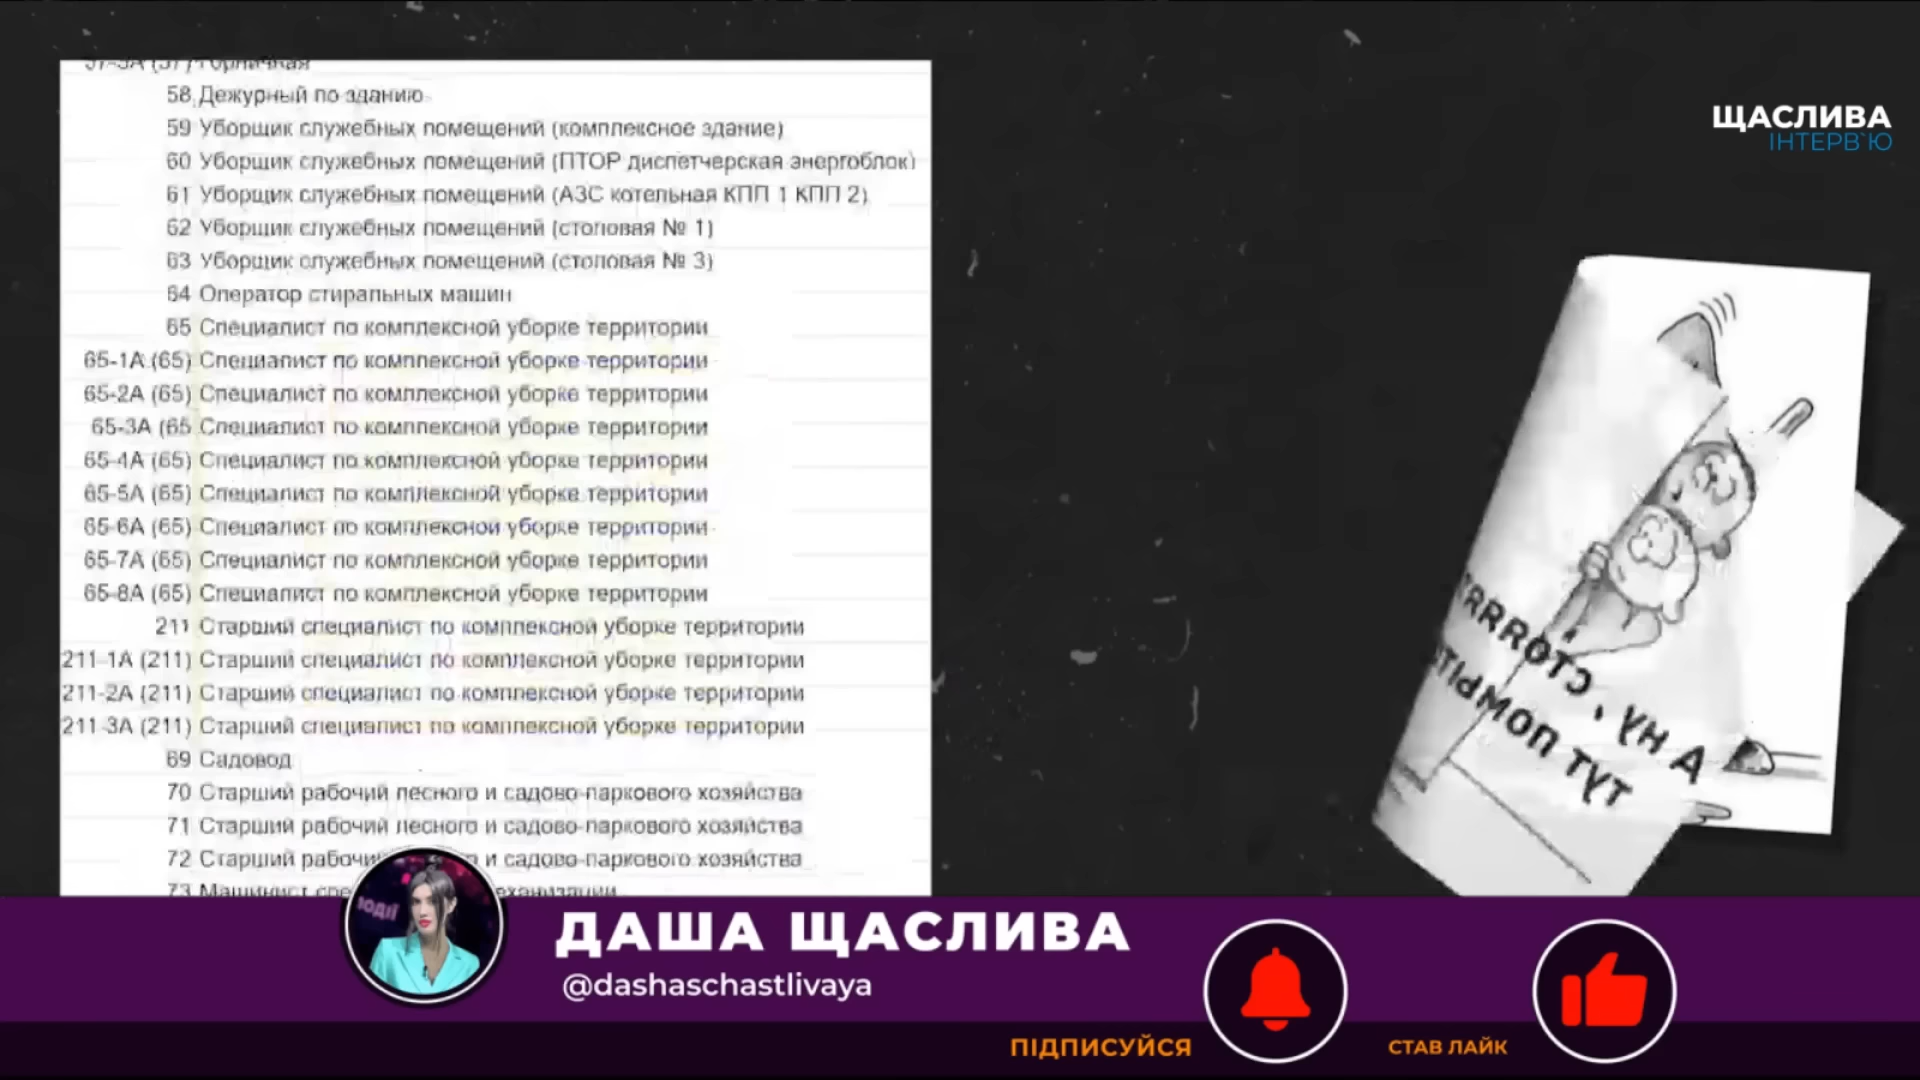 57-3А (57) Горничная
58 Дежурный по зданию
59 Уборщик служебных помещений (комплексное здание)
60 Уборщик служебных помещений (ПТОР диспетчерская энергоблок)
61 Уборщик служебных помещений (АЗС котельная КПП 1 КПП 2)
62 Уборщик служебных помещений (столовая № 1)
63 Уборщик служебных помещений (столовая № 3)
64 Оператор стиральных машин
65 Специалист по комплексной уборке территории
65-1А (65) Специалист по комплексной уборке территории
65-2А (65) Специалист по комплексной уборке территории
65-3А (65 Специалист по комплексной уборке территории
65-4А (65) Специалист по комплексной уборке территории
65-5А (65) Специалист по комплексной уборке территории
65-6А (65) Специалист по комплексной уборке территории
65-7А (65) Специалист по комплексной уборке территории
65-8А (65) Специалист по комплексной уборке территории
211 Старший специалист по комплексной уборке территории
211-1А (211) Старший специалист по комплексной уборке территории
211-2А (211) Старший специалист по комплексной уборке территории
211-3А (211) Старший специалист по комплексной уборке территории
69 Садовод
70 Старший рабочий лесного и садово-паркового хозяйства
71 Старший рабочий лесного и садово-паркового хозяйства
72 Старший рабочий и садово-паркового хозяйства
73 Машинист
ЩАСЛИВА
ІНТЕРВ`Ю
А НУ, СТОЯЯТЬ
ТУТ ПОМЫТО
ПОДІЇ
ДАША ЩАСЛИВА
@dashaschastlivaya
ПІДПИСУЙСЯ
СТАВ ЛАЙК